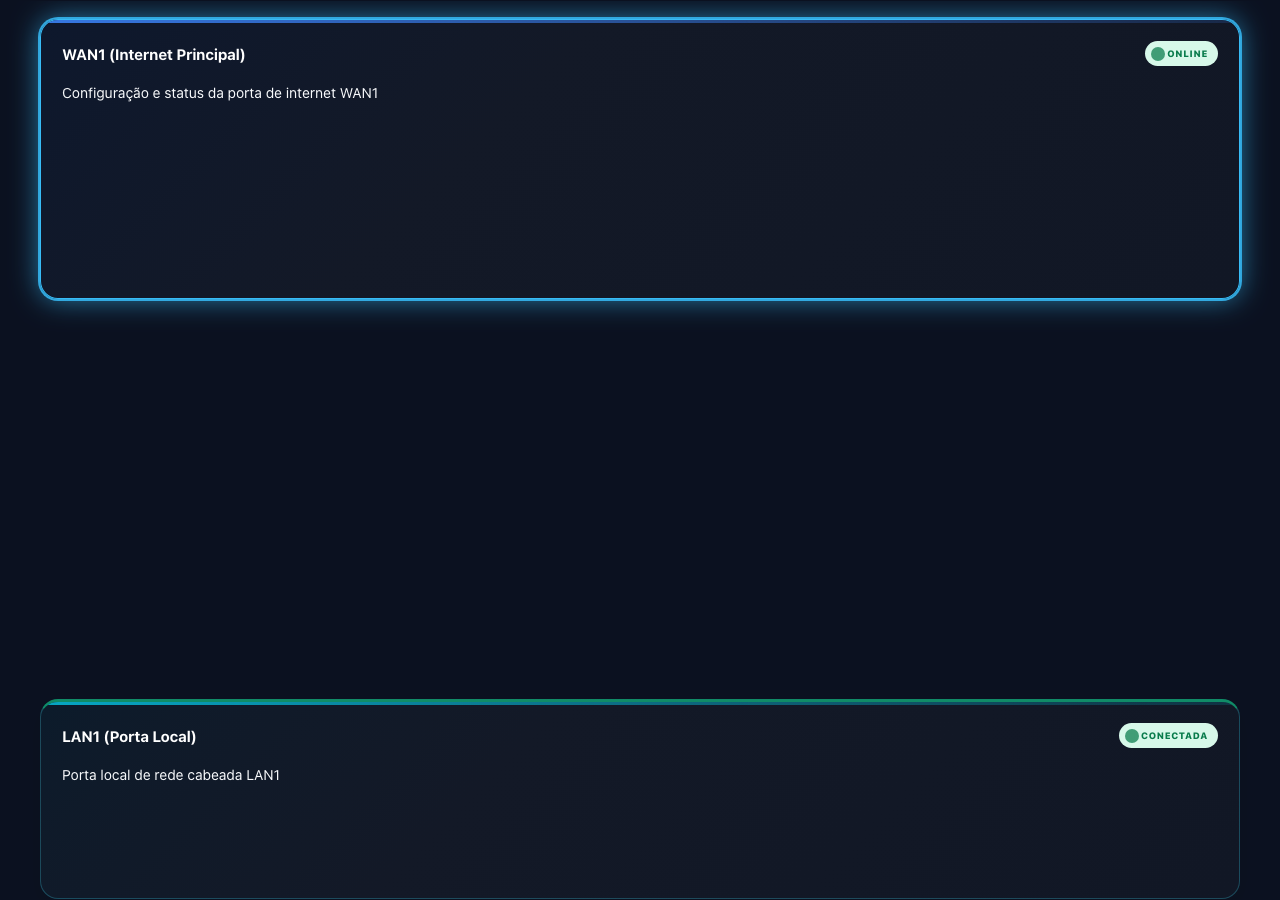 WAN1 (Internet Principal)
ONLINE
Configuração e status da porta de internet WAN1
LAN1 (Porta Local)
CONECTADA
Porta local de rede cabeada LAN1